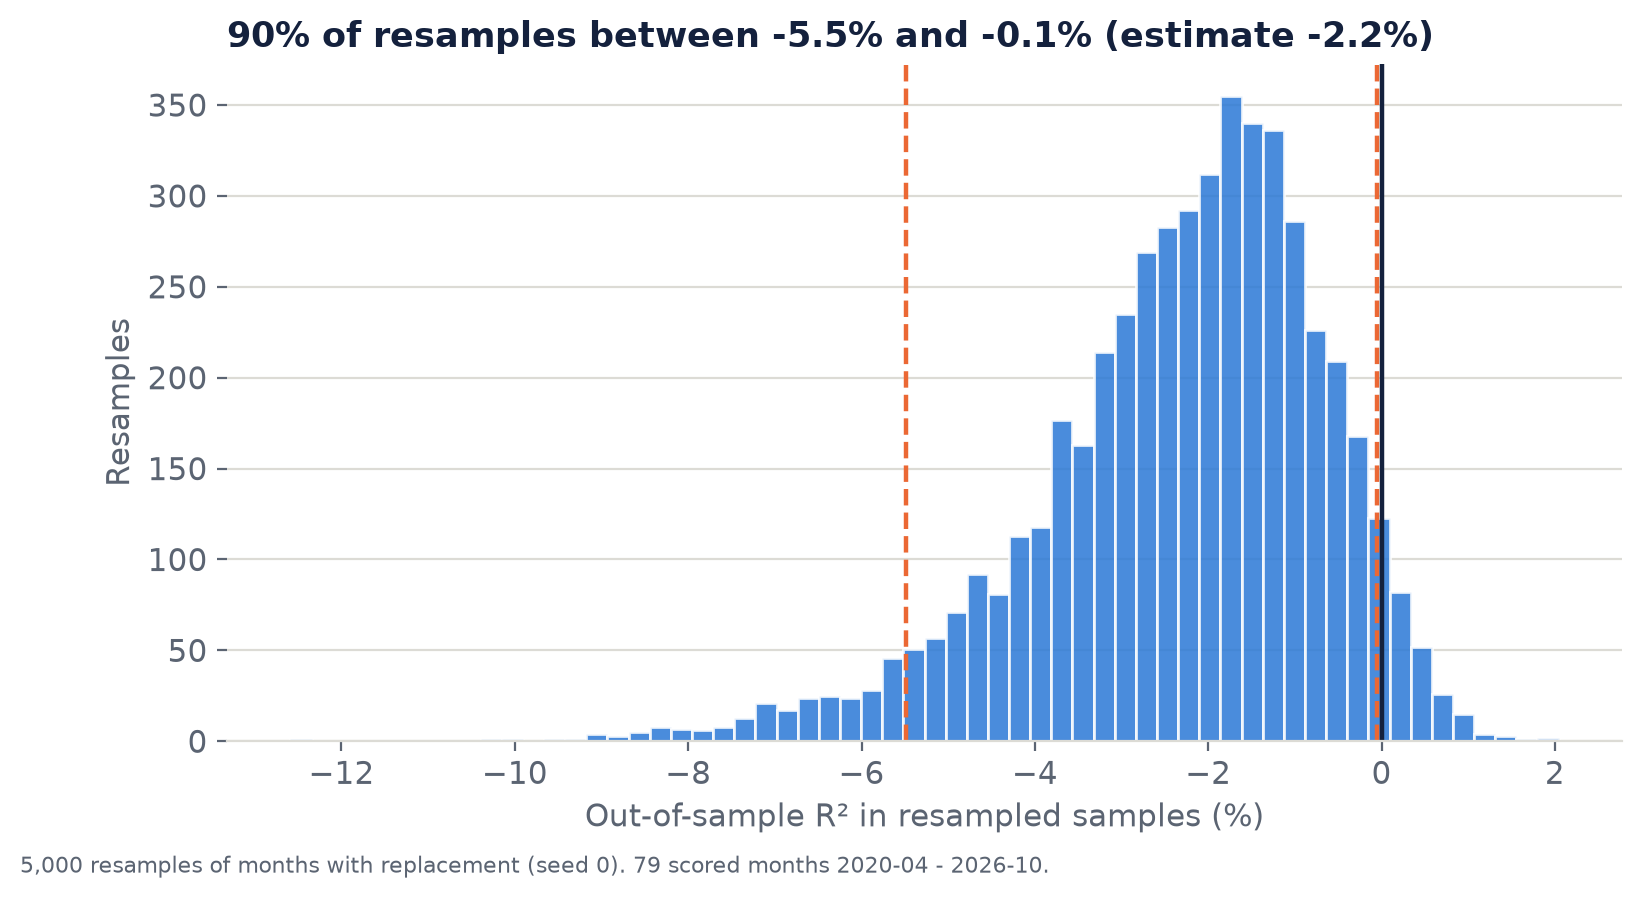 90% of resamples between -5.5% and -0.1% (estimate -2.2%)
350
300
250
200
150
100
50
0
Resamples
−12 −10 −8 −6 −4 −2 0 2
Out-of-sample R² in resampled samples (%)
5,000 resamples of months with replacement (seed 0). 79 scored months 2020-04 - 2026-10.